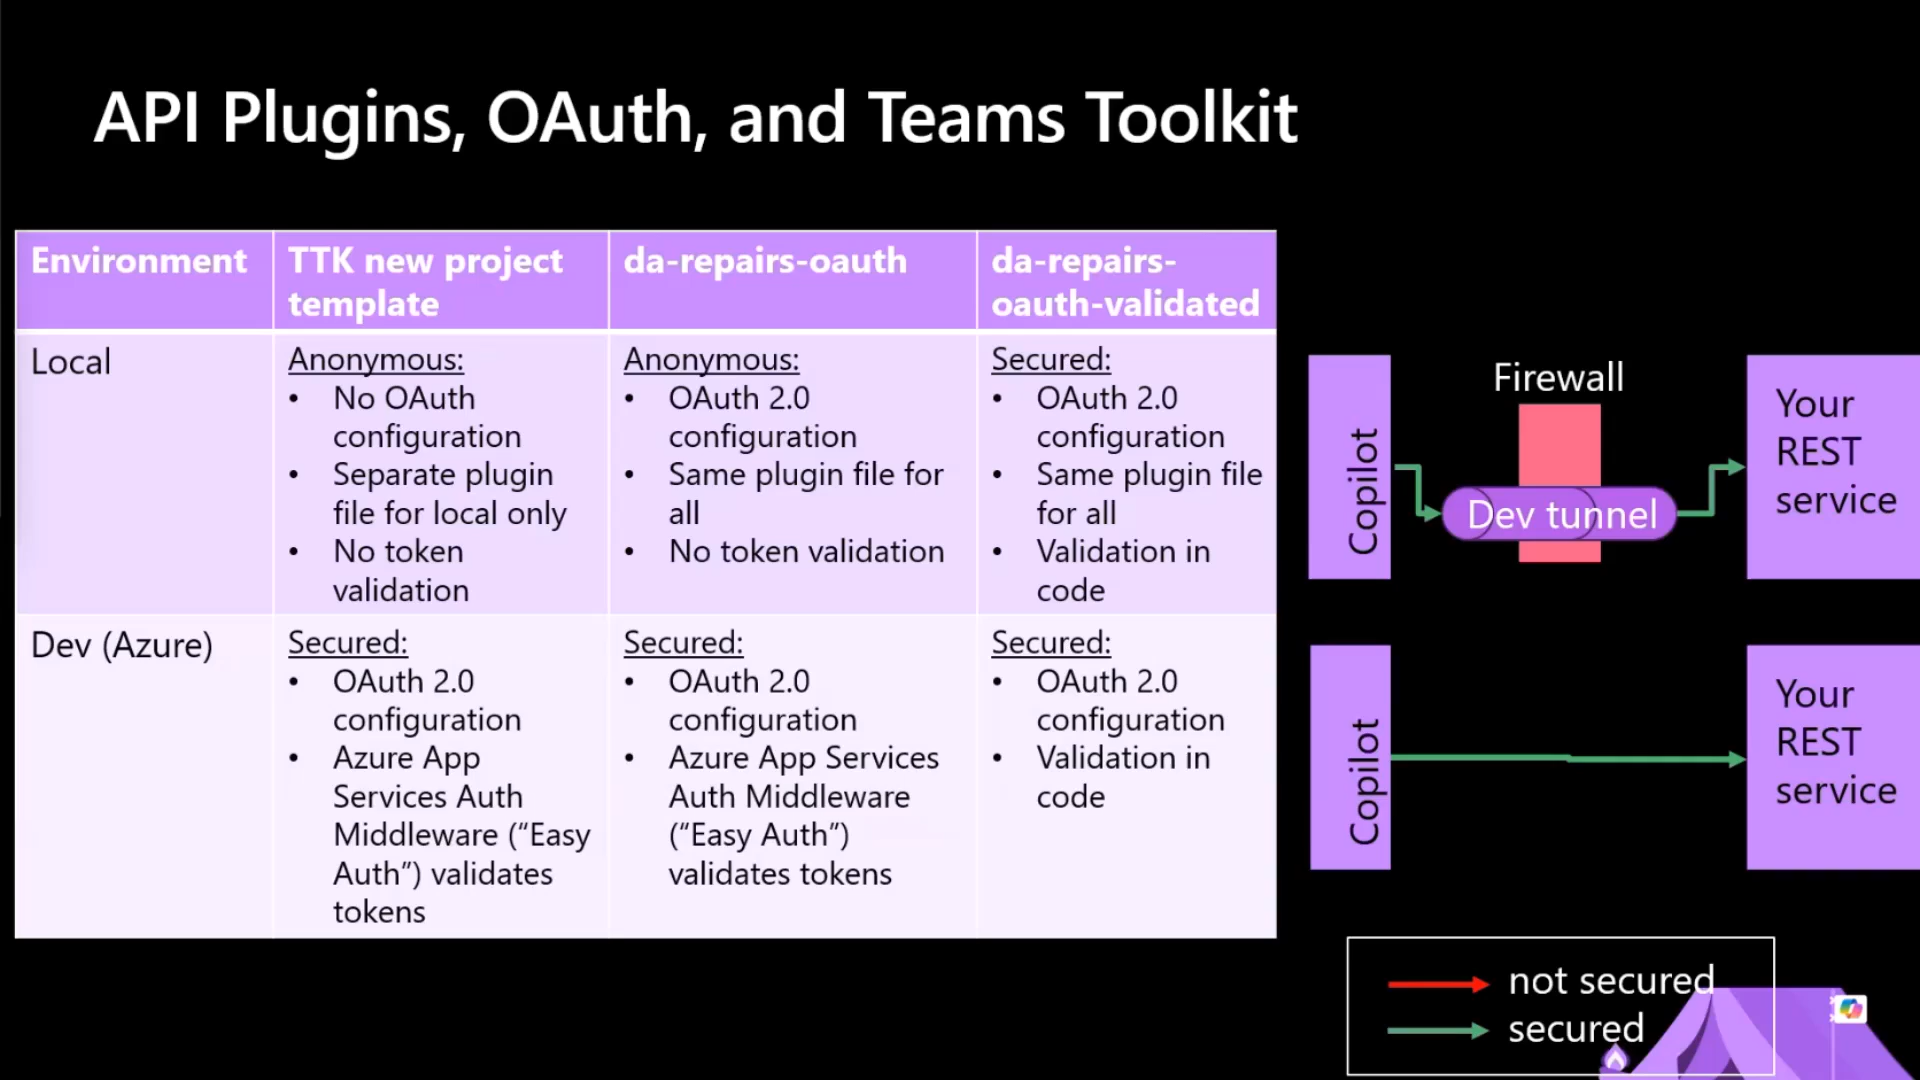 API Plugins, OAuth, and Teams Toolkit
Environment
TTK new project
template
da-repairs-oauth
da-repairs-
oauth-validated
Local
Anonymous:
• No OAuth
configuration
• Separate plugin
file for local only
• No token
validation
Anonymous:
• OAuth 2.0
configuration
• Same plugin file for
all
• No token validation
Secured:
• OAuth 2.0
configuration
• Same plugin file
for all
• Validation in
code
Dev (Azure)
Secured:
• OAuth 2.0
configuration
• Azure App
Services Auth
Middleware (“Easy
Auth”) validates
tokens
Secured:
• OAuth 2.0
configuration
• Azure App Services
Auth Middleware
(“Easy Auth”)
validates tokens
Secured:
• OAuth 2.0
configuration
• Validation in
code
Copilot
Firewall
Dev tunnel
Your
REST
service
Copilot
Your
REST
service
not secured
secured